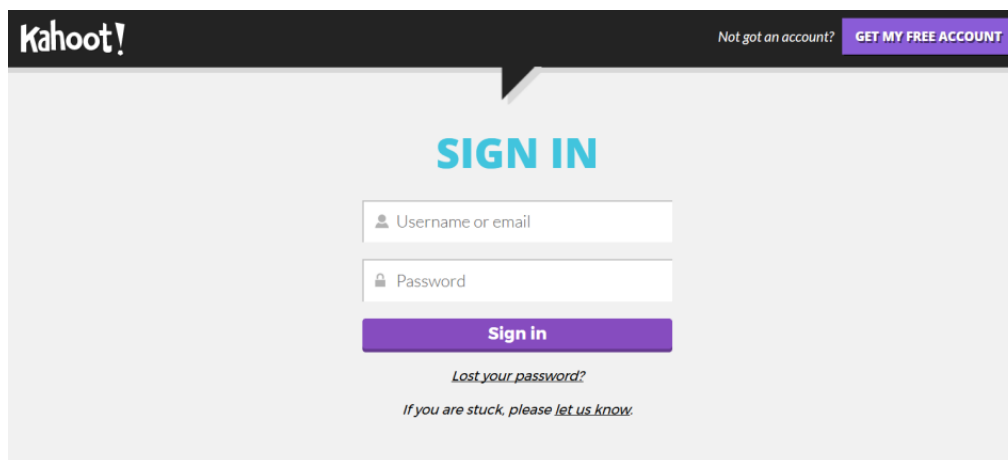 Kahoot!
Not got an account? GET MY FREE ACCOUNT
SIGN IN
Username or email
Password
Sign in
Lost your password?
If you are stuck, please let us know.